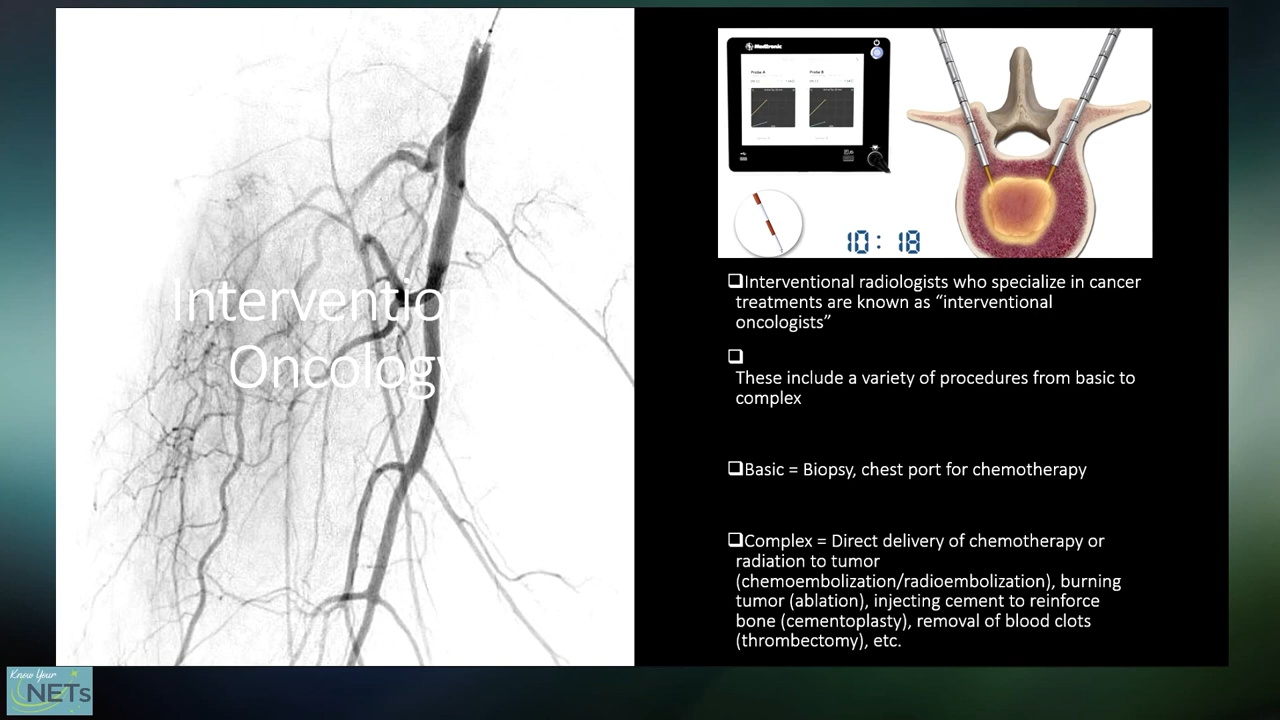 Medtronic
Probe A
Probe B
10:18
Intervention
Oncology
❑Interventional radiologists who specialize in cancer
treatments are known as “interventional
oncologists”
❑
These include a variety of procedures from basic to
complex
❑Basic = Biopsy, chest port for chemotherapy
❑Complex = Direct delivery of chemotherapy or
radiation to tumor
(chemoembolization/radioembolization), burning
tumor (ablation), injecting cement to reinforce
bone (cementoplasty), removal of blood clots
(thrombectomy), etc.
Know Your
NETs